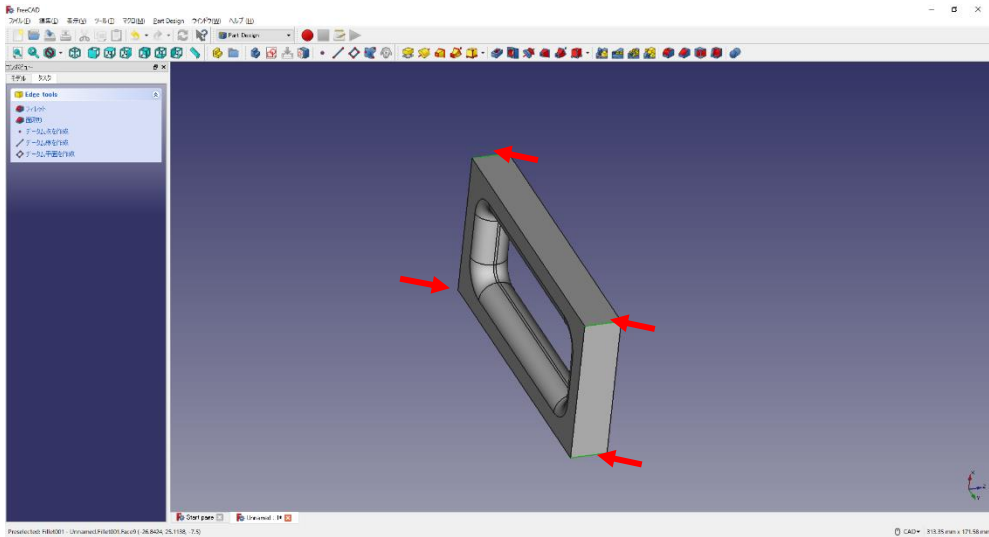 FreeCAD
ファイル(F) 編集(E) 表示(V) ツール(T) マクロ(M) Part Design ウインドウ(W) ヘルプ(H)
Part Design
コンボビュー
モデル タスク
Edge tools
フィレット
面取り
データム点を作成
データム線を作成
データム平面を作成
Start page Unnamed : 1*
Preselected: Fillet001 - Unnamed.Fillet001.Face9 (-26.8424, 25.1138, -7.5)
CAD 313.35 mm x 171.58 mm